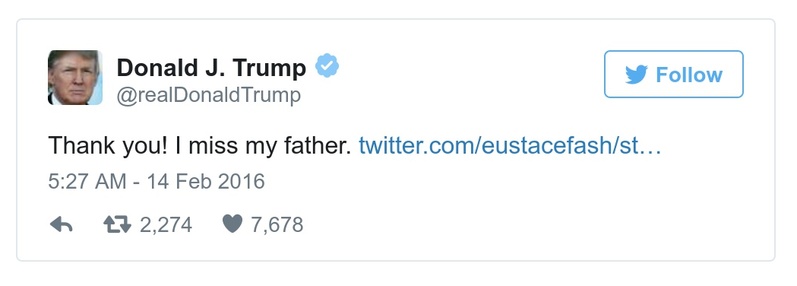 Donald J. Trump
@realDonaldTrump
Follow
Thank you! I miss my father. twitter.com/eustacefash/st…
5:27 AM - 14 Feb 2016
2,274 7,678